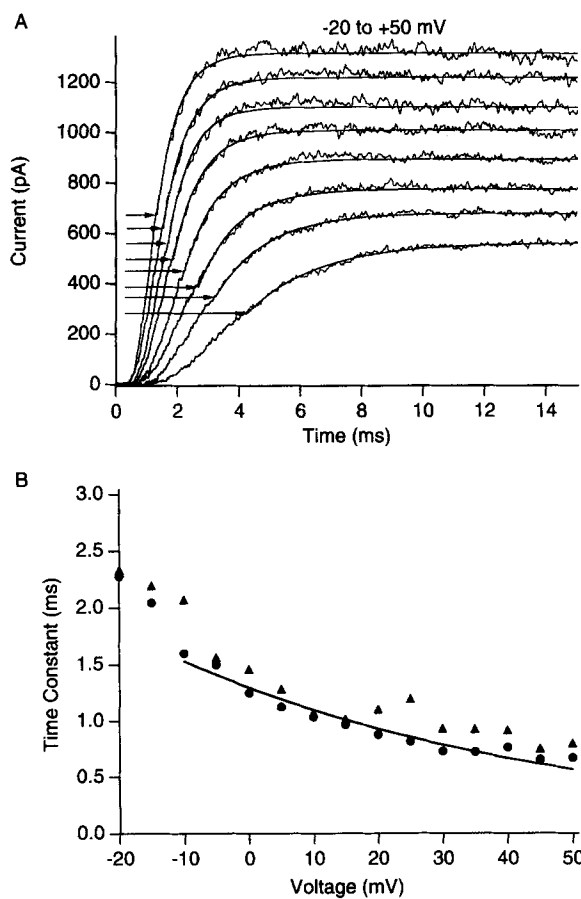 A
-20 to +50 mV
Current (pA)
1200
1000
800
600
400
200
0
0 2 4 6 8 10 12 14
Time (ms)
B
Time Constant (ms)
3.0
2.5
2.0
1.5
1.0
0.5
0.0
-20 -10 0 10 20 30 40 50
Voltage (mV)